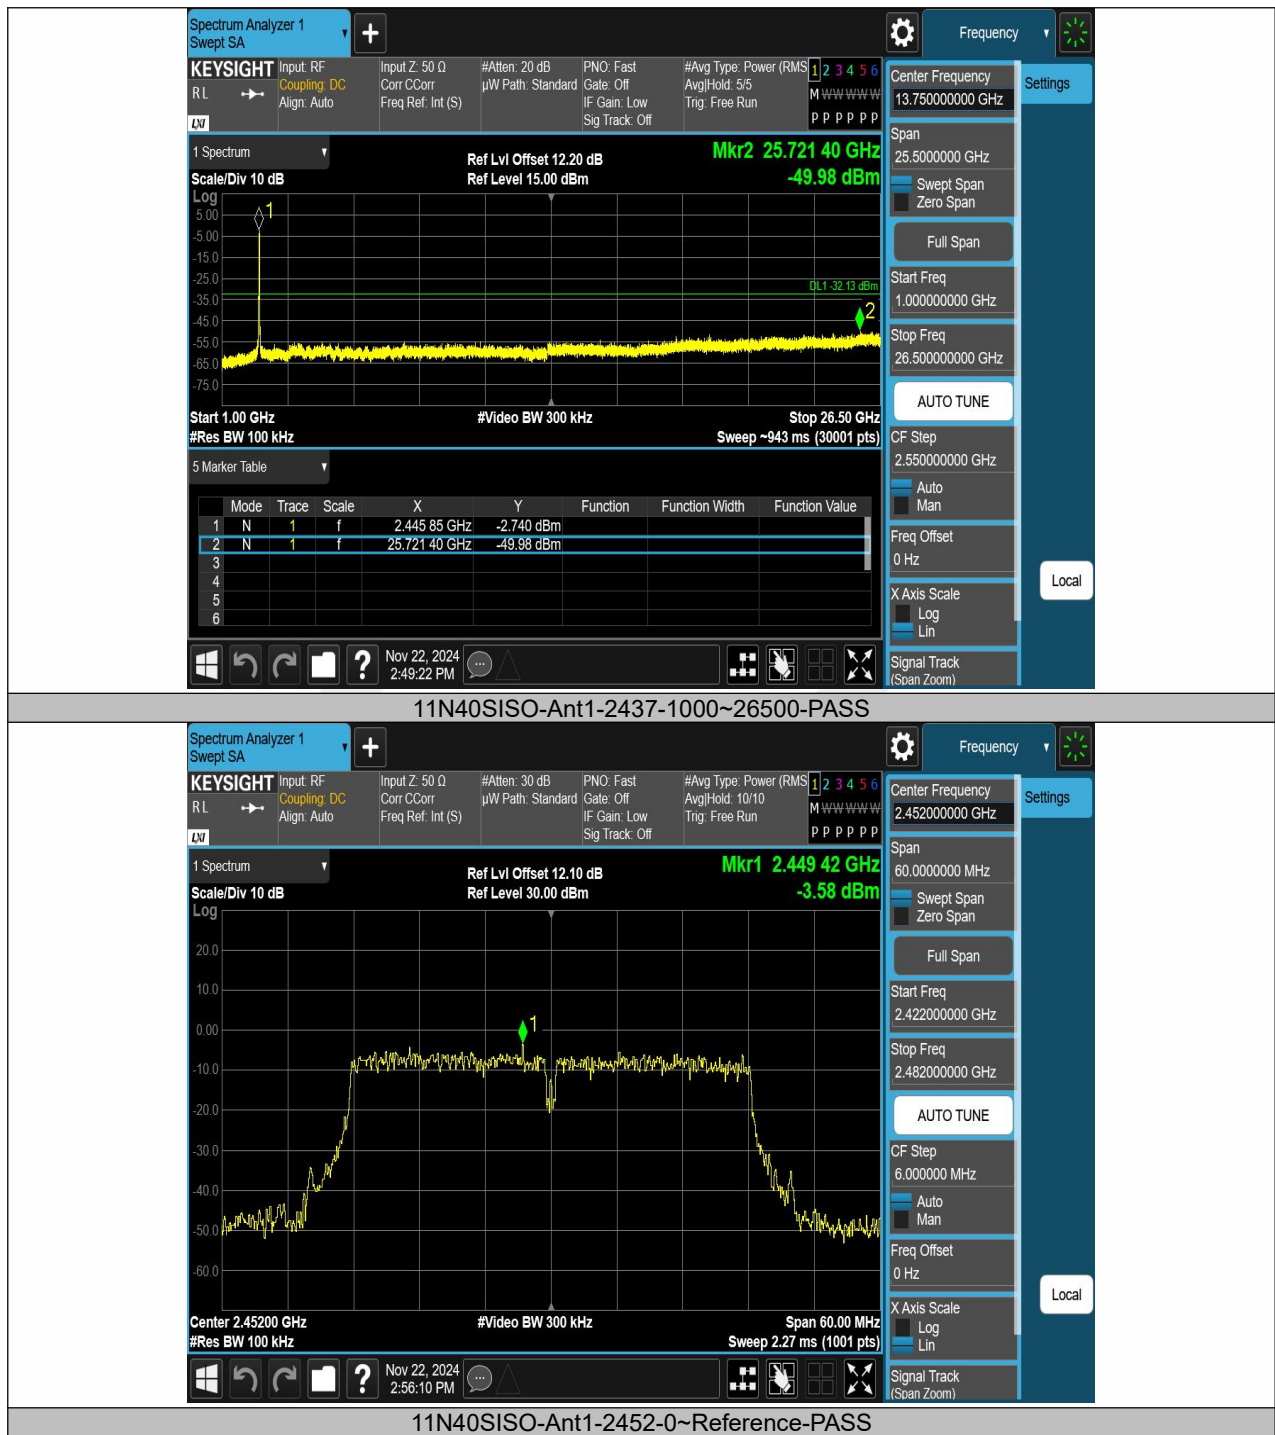 Spectrum Analyzer 1
Swept SA
+
Frequency
KEYSIGHT
R L
LXI
Input: RF
Coupling: DC
Align: Auto
Input Z: 50 Ω
Corr CCorr
Freq Ref: Int (S)
#Atten: 20 dB
µW Path: Standard
PNO: Fast
Gate: Off
IF Gain: Low
Sig Track: Off
#Avg Type: Power (RMS
Avg|Hold: 5/5
Trig: Free Run
1 2 3 4 5 6
M W W W W W
P P P P P P
1 Spectrum
Scale/Div 10 dB
Ref Lvl Offset 12.20 dB
Ref Level 15.00 dBm
Mkr2 25.721 40 GHz
-49.98 dBm
Log
5.00
-5.00
-15.0
-25.0
-35.0
-45.0
-55.0
-65.0
-75.0
1
DL1 -32.13 dBm
2
Start 1.00 GHz
#Res BW 100 kHz
#Video BW 300 kHz
Stop 26.50 GHz
Sweep ~943 ms (30001 pts)
5 Marker Table
Mode Trace Scale X Y Function Function Width Function Value
1 N 1 f 2.445 85 GHz -2.740 dBm
2 N 1 f 25.721 40 GHz -49.98 dBm
3
4
5
6
Nov 22, 2024
2:49:22 PM
Center Frequency
13.750000000 GHz
Settings
Span
25.5000000 GHz
Swept Span
Zero Span
Full Span
Start Freq
1.000000000 GHz
Stop Freq
26.500000000 GHz
AUTO TUNE
CF Step
2.550000000 GHz
Auto
Man
Freq Offset
0 Hz
X Axis Scale
Log
Lin
Signal Track
(Span Zoom)
Local
11N40SISO-Ant1-2437-1000~26500-PASS
Spectrum Analyzer 1
Swept SA
+
Frequency
KEYSIGHT
R L
LXI
Input: RF
Coupling: DC
Align: Auto
Input Z: 50 Ω
Corr CCorr
Freq Ref: Int (S)
#Atten: 30 dB
µW Path: Standard
PNO: Fast
Gate: Off
IF Gain: Low
Sig Track: Off
#Avg Type: Power (RMS
Avg|Hold: 10/10
Trig: Free Run
1 2 3 4 5 6
M W W W W W
P P P P P P
1 Spectrum
Scale/Div 10 dB
Ref Lvl Offset 12.10 dB
Ref Level 30.00 dBm
Mkr1 2.449 42 GHz
-3.58 dBm
Log
20.0
10.0
0.00
-10.0
-20.0
-30.0
-40.0
-50.0
-60.0
1
Center 2.45200 GHz
#Res BW 100 kHz
#Video BW 300 kHz
Span 60.00 MHz
Sweep 2.27 ms (1001 pts)
Nov 22, 2024
2:56:10 PM
Center Frequency
2.452000000 GHz
Settings
Span
60.0000000 MHz
Swept Span
Zero Span
Full Span
Start Freq
2.422000000 GHz
Stop Freq
2.482000000 GHz
AUTO TUNE
CF Step
6.000000 MHz
Auto
Man
Freq Offset
0 Hz
X Axis Scale
Log
Lin
Signal Track
(Span Zoom)
Local
11N40SISO-Ant1-2452-0~Reference-PASS